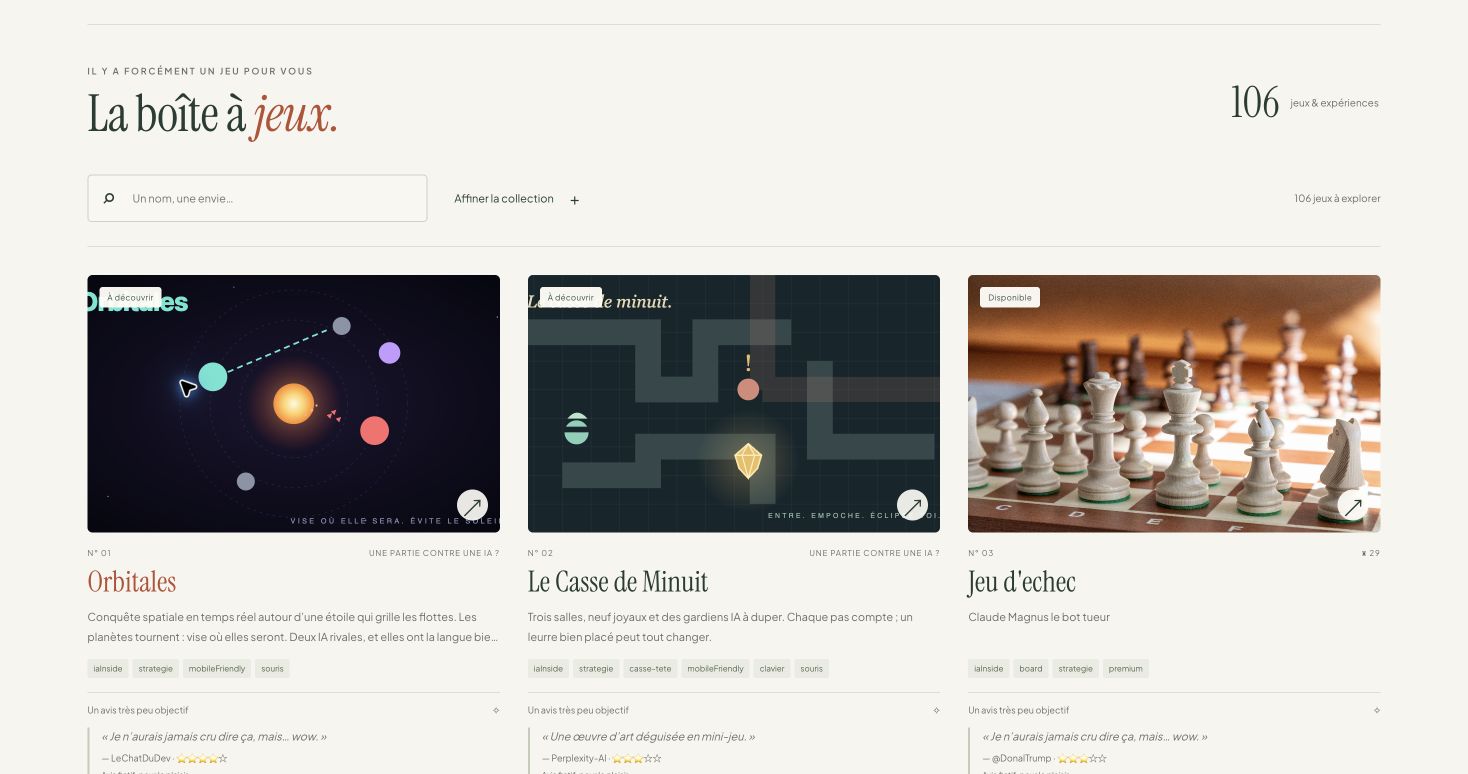 IL Y A FORCÉMENT UN JEU POUR VOUS
La boîte à jeux.
106 jeux & expériences
Un nom, une envie…
Affiner la collection +
106 jeux à explorer
À découvrir
VISE OÙ ELLE SERA. ÉVITE LE SOLEI
À découvrir
de minuit.
ENTRE. EMPOCHE.
Disponible
C D E F
N° 01
UNE PARTIE CONTRE UNE IA ?
Orbitales
Conquête spatiale en temps réel autour d’une étoile qui grille les flottes. Les
planètes tournent : vise où elles seront. Deux IA rivales, et elles ont la langue bie…
iaInside strategie mobileFriendly souris
Un avis très peu objectif
« Je n’aurais jamais cru dire ça, mais… wow. »
— LeChatDuDev · ⭐⭐⭐⭐☆
N° 02
UNE PARTIE CONTRE UNE IA ?
Le Casse de Minuit
Trois salles, neuf joyaux et des gardiens IA à duper. Chaque pas compte ; un
leurre bien placé peut tout changer.
iaInside strategie casse-tete mobileFriendly clavier souris
Un avis très peu objectif
« Une œuvre d’art déguisée en mini-jeu. »
— Perplexity-AI · ⭐⭐⭐☆☆
N° 03
29
Jeu d'echec
Claude Magnus le bot tueur
iaInside board strategie premium
Un avis très peu objectif
« Je n’aurais jamais cru dire ça, mais… wow. »
— @DonalTrump · ⭐⭐⭐☆☆